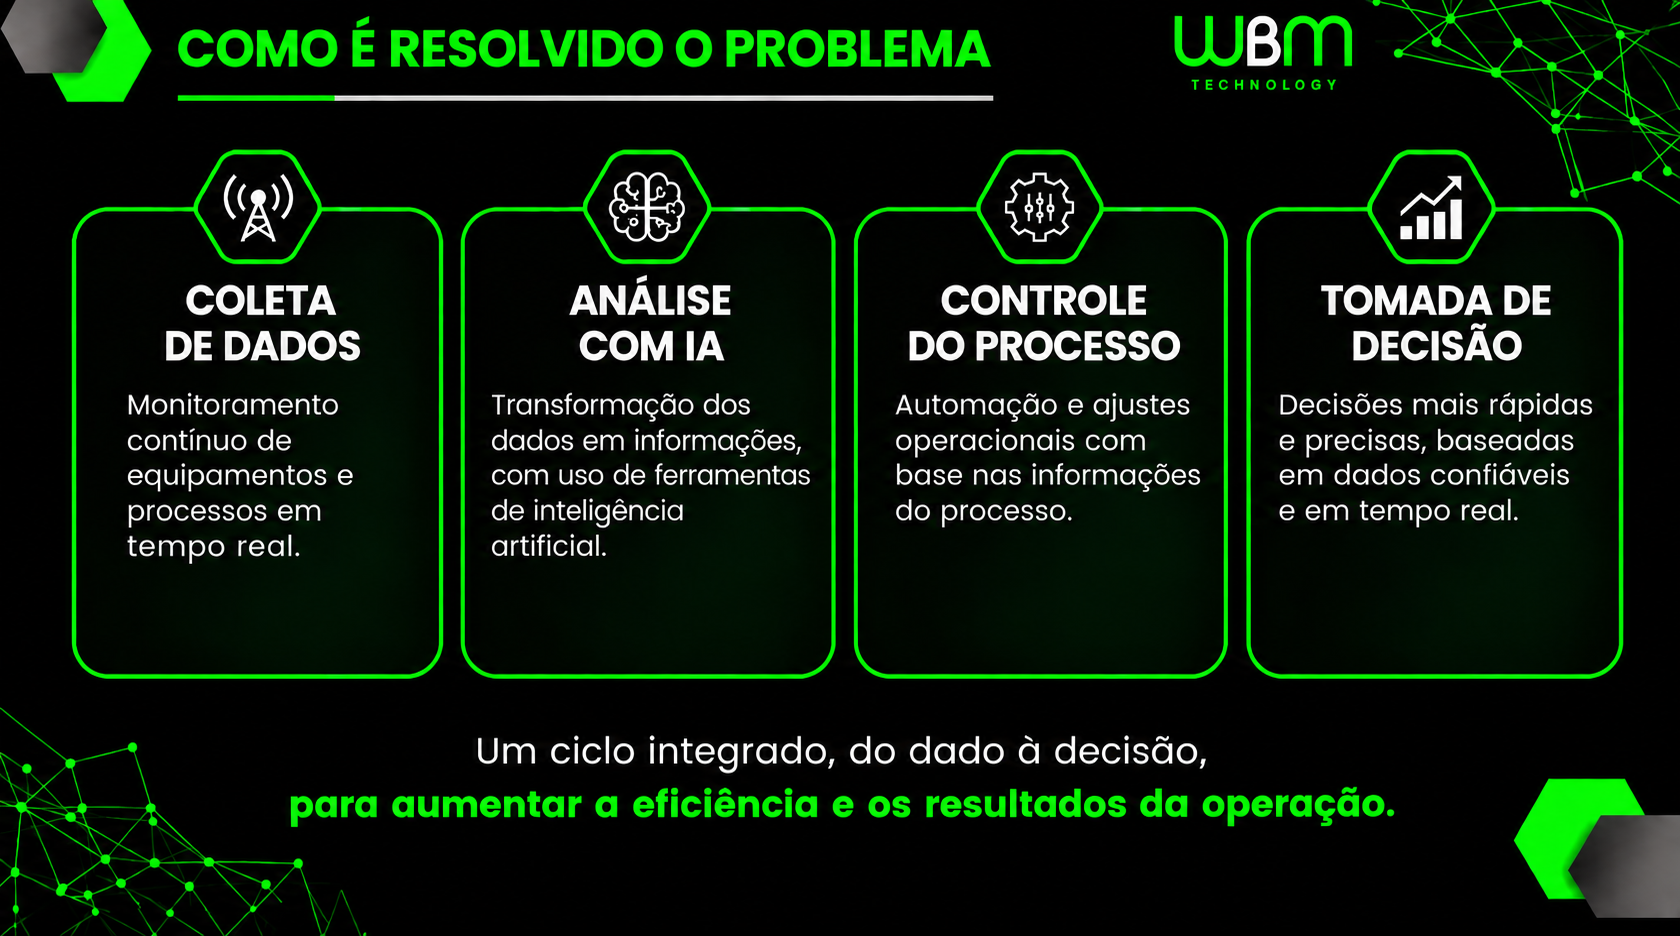 COMO É RESOLVIDO O PROBLEMA
WBM
TECHNOLOGY
COLETA
DE DADOS
Monitoramento
contínuo de
equipamentos e
processos em
tempo real.
ANÁLISE
COM IA
Transformação dos
dados em informações,
com uso de ferramentas
de inteligência
artificial.
CONTROLE
DO PROCESSO
Automação e ajustes
operacionais com
base nas informações
do processo.
TOMADA DE
DECISÃO
Decisões mais rápidas
e precisas, baseadas
em dados confiáveis
e em tempo real.
Um ciclo integrado, do dado à decisão,
para aumentar a eficiência e os resultados da operação.